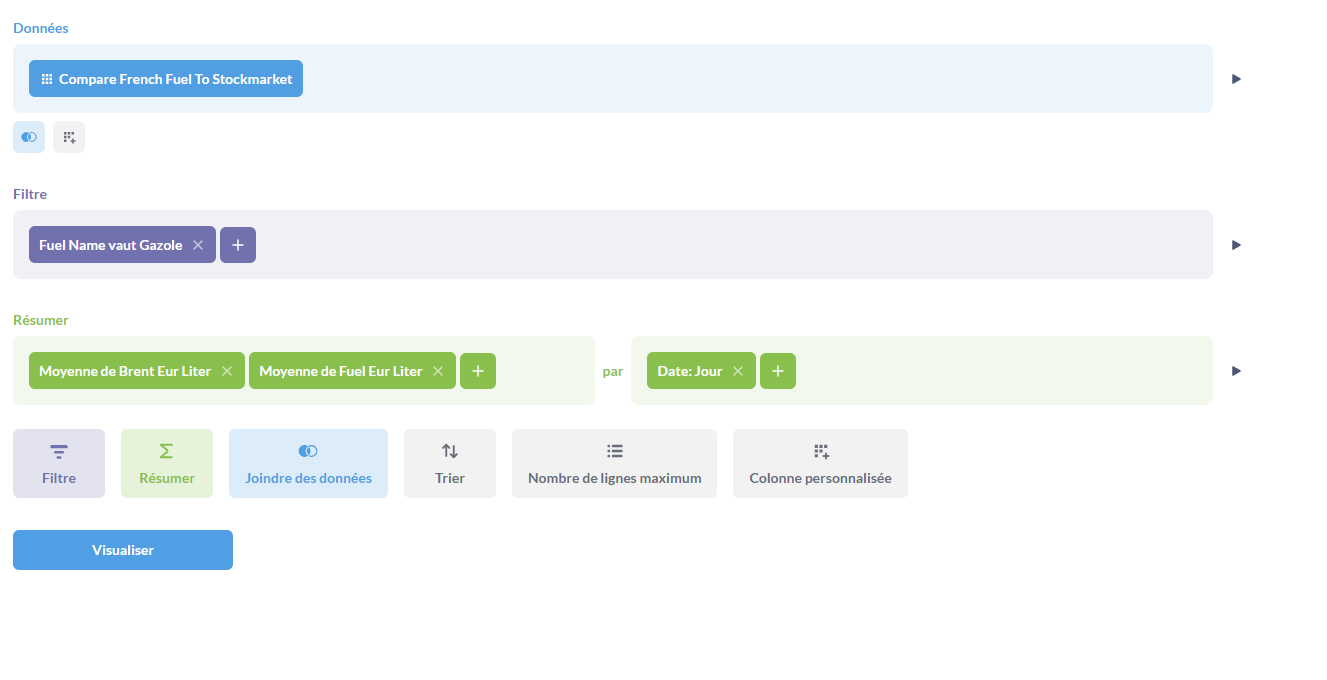 Données
Compare French Fuel To Stockmarket
Filtre
Fuel Name vaut Gazole
Résumer
Moyenne de Brent Eur Liter Moyenne de Fuel Eur Liter par Date: Jour
Filtre Résumer Joindre des données Trier Nombre de lignes maximum Colonne personnalisée
Visualiser